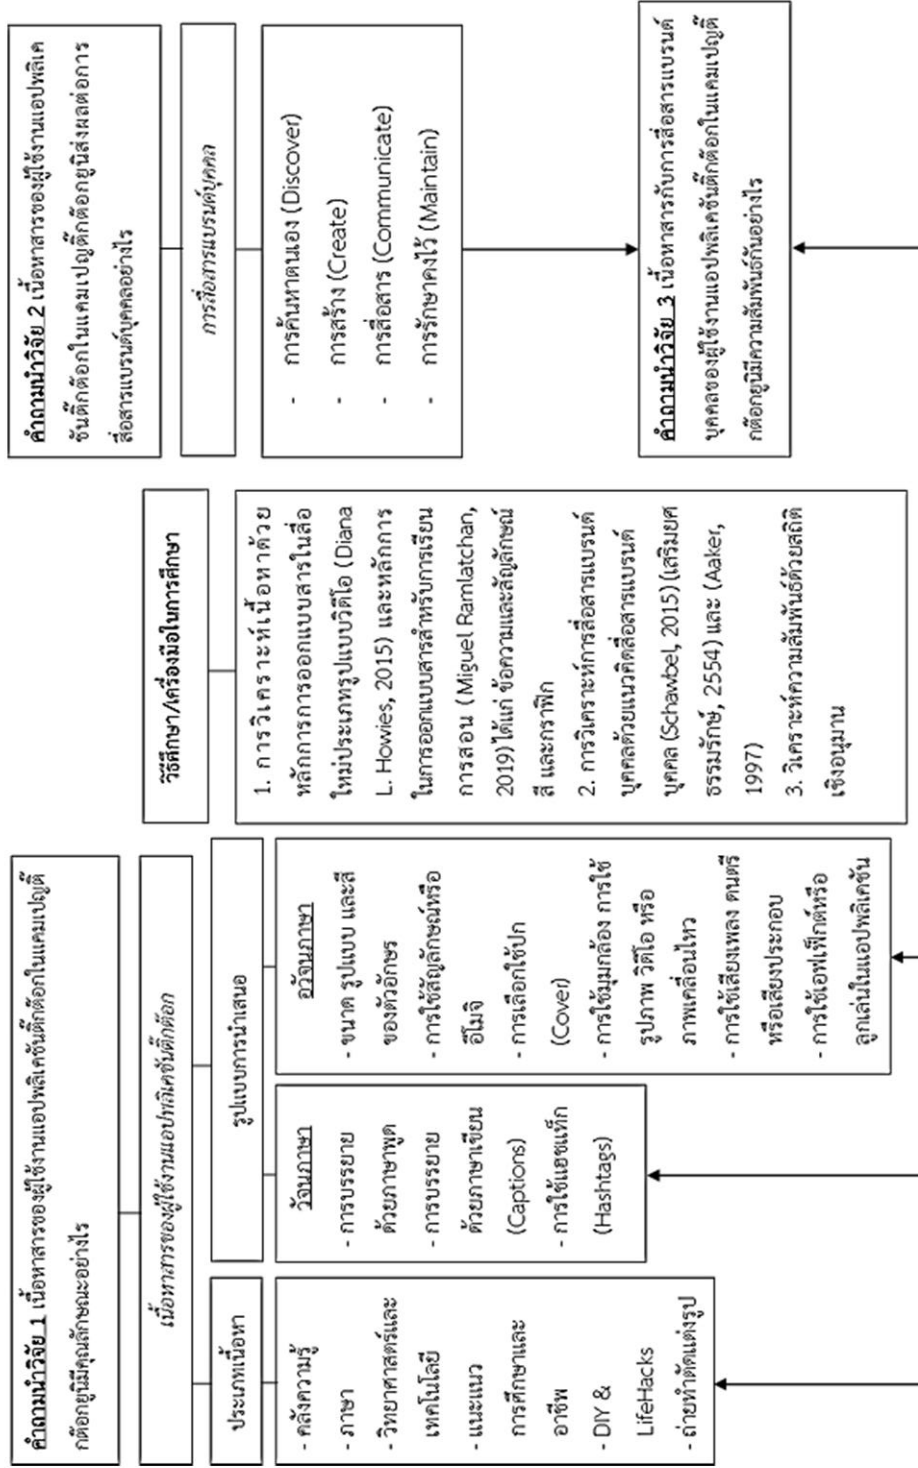 คำถามนำวิจัย 1 เนื้อหาสารของผู้ใช้งานแอปพลิเคชันติ๊กต็อกในแคมเปญติ๊
กต๊อกยูนิมีคุณลักษณะอย่างไร
เนื้อหาสารของผู้ใช้งานแอปพลิเคชันติ๊กต็อก
ประเภทเนื้อหา
- คลังความรู้
- ภาษา
- วิทยาศาสตร์และ
เทคโนโลยี
- แนะแนว
การศึกษาและ
อาชีพ
- DIY &
LifeHacks
- ถ่ายทำตัดแต่งรูป
รูปแบบการนำเสนอ
วัจนภาษา
- การบรรยาย
ด้วยภาษาพูด
- การบรรยาย
ด้วยภาษาเขียน
(Captions)
- การใช้แฮชแท็ก
(Hashtags)
อวัจนภาษา
- ขนาด รูปแบบ และสี
ของตัวอักษร
- การใช้สัญลักษณ์หรือ
อีโมจิ
- การเลือกใช้ปก
(Cover)
- การใช้มุมกล้อง การใช้
รูปภาพ วิดีโอ หรือ
ภาพเคลื่อนไหว
- การใช้เสียงเพลง ดนตรี
หรือเสียงประกอบ
- การใช้เอฟเฟ็กต์หรือ
ลูกเล่นในแอปพลิเคชัน
วิธีศึกษา/เครื่องมือในการศึกษา
1. การวิเคราะห์เนื้อหาด้วย
หลักการการออกแบบสารในสื่อ
ใหม่ประเภทรูปแบบวิดีโอ (Diana
L. Howies, 2015) และหลักการ
ในการออกแบบสารสำหรับการเรียน
การสอน (Miguel Ramlatchan,
2019) ได้แก่ ข้อความและสัญลักษณ์
สี และกราฟิก
2. การวิเคราะห์การสื่อสารแบรนด์
บุคคลด้วยแนวคิดสื่อสารแบรนด์
บุคคล (Schawbel, 2015) (เสริมยศ
ธรรมรักษ์, 2554) และ (Aaker,
1997)
3. วิเคราะห์ความสัมพันธ์ด้วยสถิติ
เชิงอนุมาน
คำถามนำวิจัย 2 เนื้อหาสารของผู้ใช้งานแอปพลิเค
ชันติ๊กต็อกในแคมเปญติ๊กต๊อกยูนิส่งผลต่อการ
สื่อสารแบรนด์บุคคลอย่างไร
การสื่อสารแบรนด์บุคคล
- การค้นหาตนเอง (Discover)
- การสร้าง (Create)
- การสื่อสาร (Communicate)
- การรักษาคงไว้ (Maintain)
คำถามนำวิจัย 3 เนื้อหาสารกับการสื่อสารแบรนด์
บุคคลของผู้ใช้งานแอปพลิเคชันติ๊กต็อกในแคมเปญติ๊
กต๊อกยูนิมีความสัมพันธ์กันอย่างไร